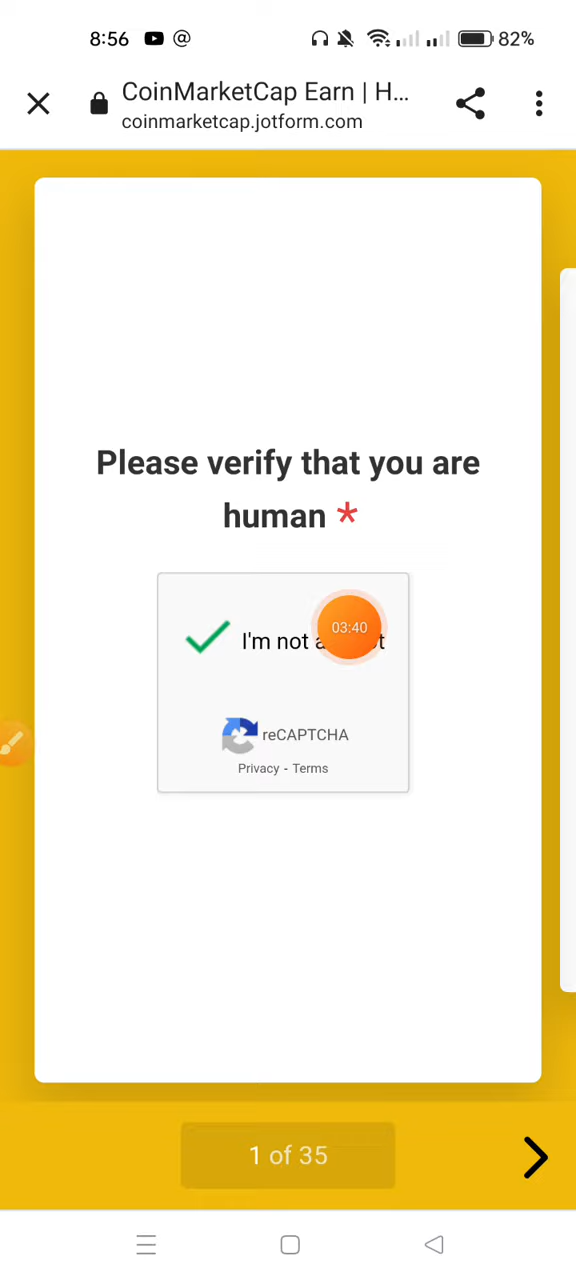 8:56 @ 82%
CoinMarketCap Earn | H...
coinmarketcap.jotform.com
Please verify that you are
human *
03:40
I'm not a
reCAPTCHA
Privacy - Terms
1 of 35